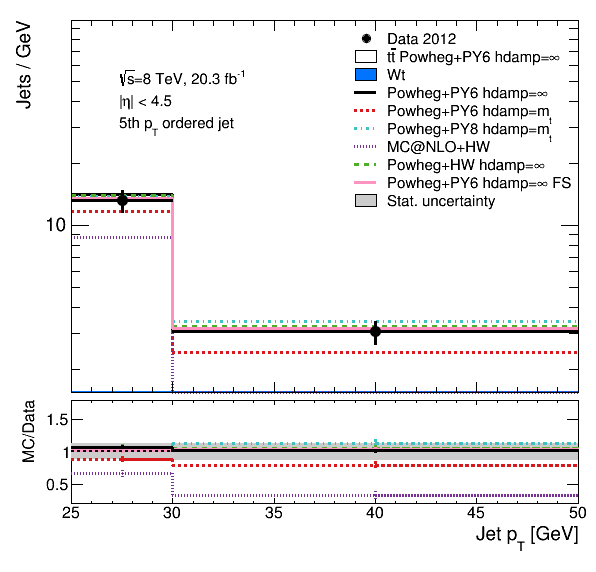 Jets / GeV
√s=8 TeV, 20.3 fb⁻¹
|η| < 4.5
5th p_T ordered jet
Data 2012
tt̄ Powheg+PY6 hdamp=∞
Wt
Powheg+PY6 hdamp=∞
Powheg+PY6 hdamp=m_t
Powheg+PY8 hdamp=m_t
MC@NLO+HW
Powheg+HW hdamp=∞
Powheg+PY6 hdamp=∞ FS
Stat. uncertainty
10
MC/Data
1.5
1
0.5
25 30 35 40 45 50
Jet p_T [GeV]